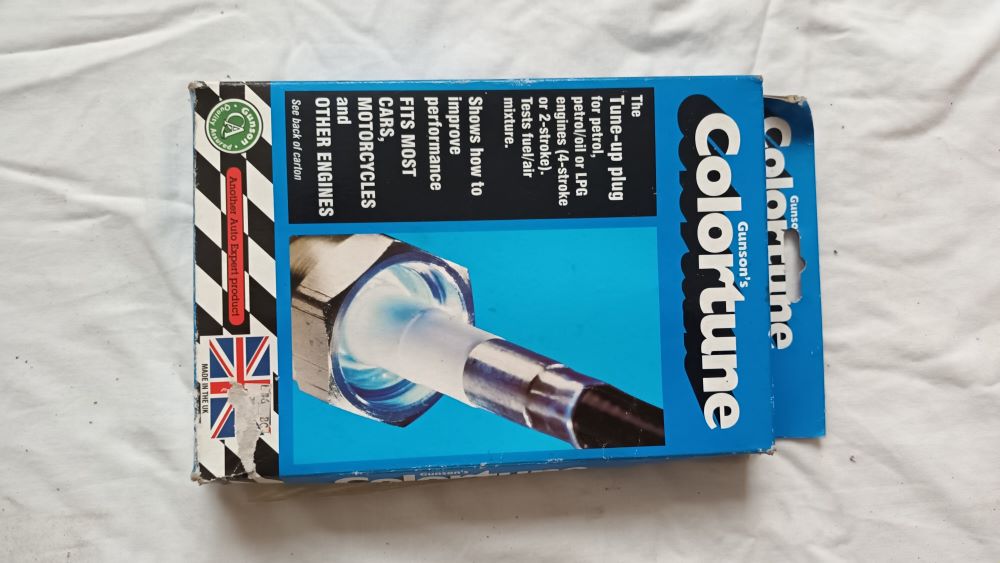 Gunson's
Colortune
Gunson's
Colortune
The
Tune-up plug
for petrol,
petrol/oil or LPG
engines (4-stroke
or 2-stroke).
Tests fuel/air
mixture.
Shows how to
improve
performance
FITS MOST
CARS,
MOTORCYCLES
and
OTHER ENGINES
See back of carton
Gunson
Quality Assured
Another Auto Expert product
MADE IN THE UK
Gunson's
Colortune